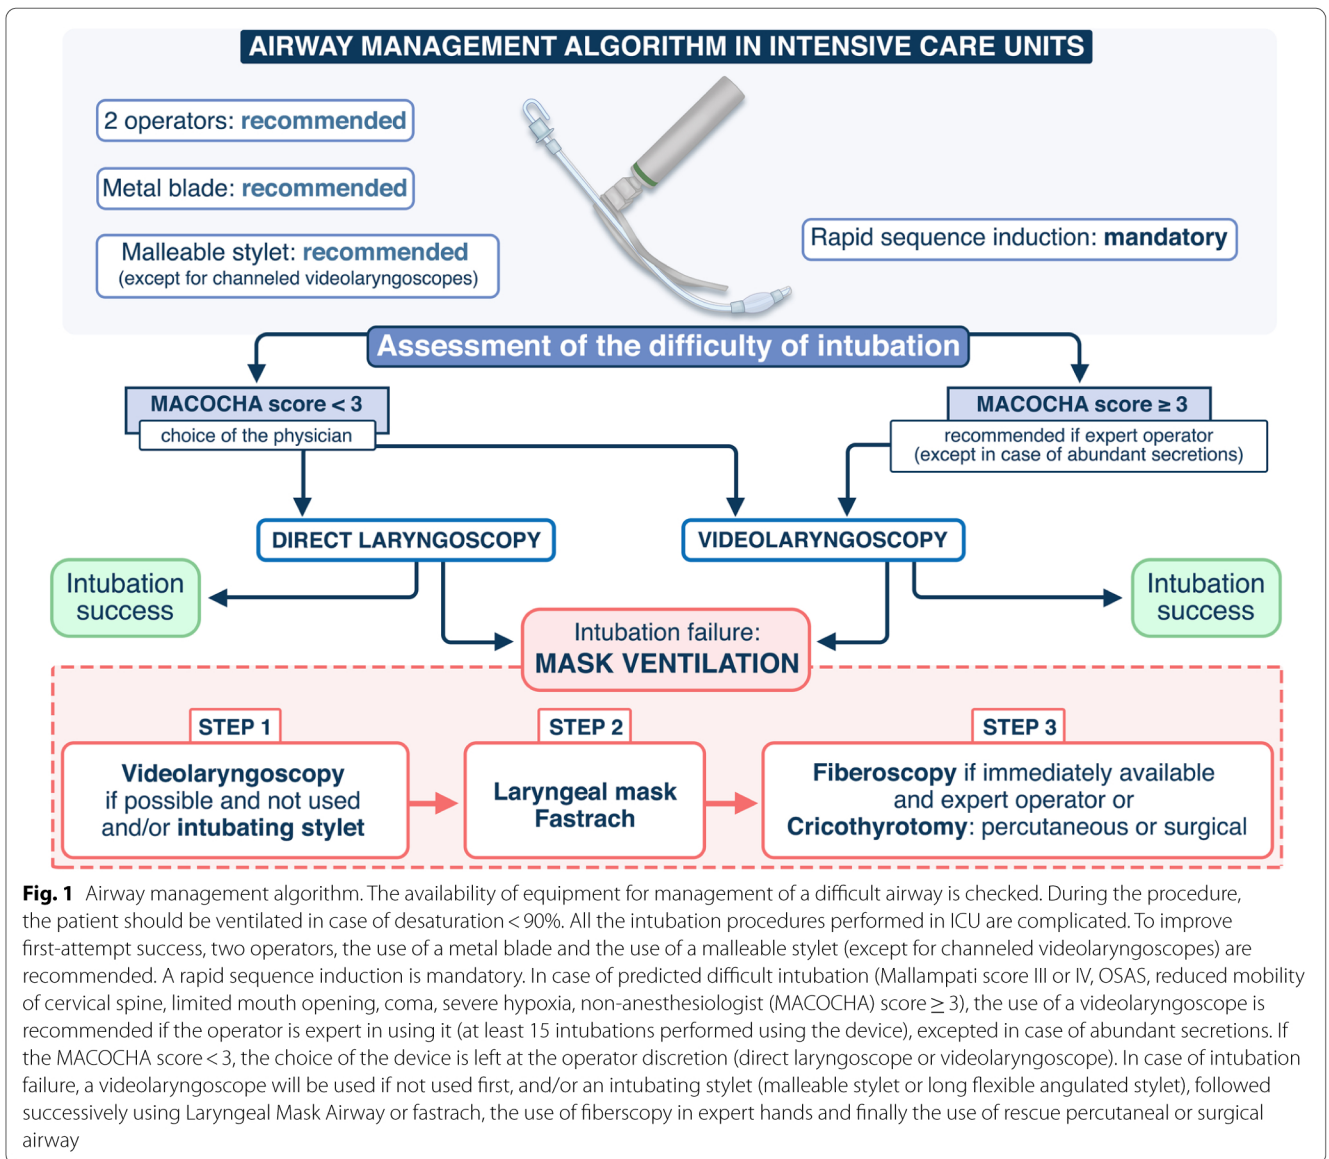 AIRWAY MANAGEMENT ALGORITHM IN INTENSIVE CARE UNITS
2 operators: recommended
Metal blade: recommended
Malleable stylet: recommended
(except for channeled videolaryngoscopes)
Rapid sequence induction: mandatory
Assessment of the difficulty of intubation
MACOCHA score < 3
choice of the physician
MACOCHA score ≥ 3
recommended if expert operator
(except in case of abundant secretions)
DIRECT LARYNGOSCOPY
VIDEOLARYNGOSCOPY
Intubation
success
Intubation
success
Intubation failure:
MASK VENTILATION
STEP 1
Videolaryngoscopy
if possible and not used
and/or intubating stylet
STEP 2
Laryngeal mask
Fastrach
STEP 3
Fiberoscopy if immediately available
and expert operator or
Cricothyrotomy: percutaneous or surgical
Fig. 1 Airway management algorithm. The availability of equipment for management of a difficult airway is checked. During the procedure,
the patient should be ventilated in case of desaturation < 90%. All the intubation procedures performed in ICU are complicated. To improve
first-attempt success, two operators, the use of a metal blade and the use of a malleable stylet (except for channeled videolaryngoscopes) are
recommended. A rapid sequence induction is mandatory. In case of predicted difficult intubation (Mallampati score III or IV, OSAS, reduced mobility
of cervical spine, limited mouth opening, coma, severe hypoxia, non-anesthesiologist (MACOCHA) score ≥ 3), the use of a videolaryngoscope is
recommended if the operator is expert in using it (at least 15 intubations performed using the device), excepted in case of abundant secretions. If
the MACOCHA score < 3, the choice of the device is left at the operator discretion (direct laryngoscope or videolaryngoscope). In case of intubation
failure, a videolaryngoscope will be used if not used first, and/or an intubating stylet (malleable stylet or long flexible angulated stylet), followed
successively using Laryngeal Mask Airway or fastrach, the use of fiberscopy in expert hands and finally the use of rescue percutaneal or surgical
airway